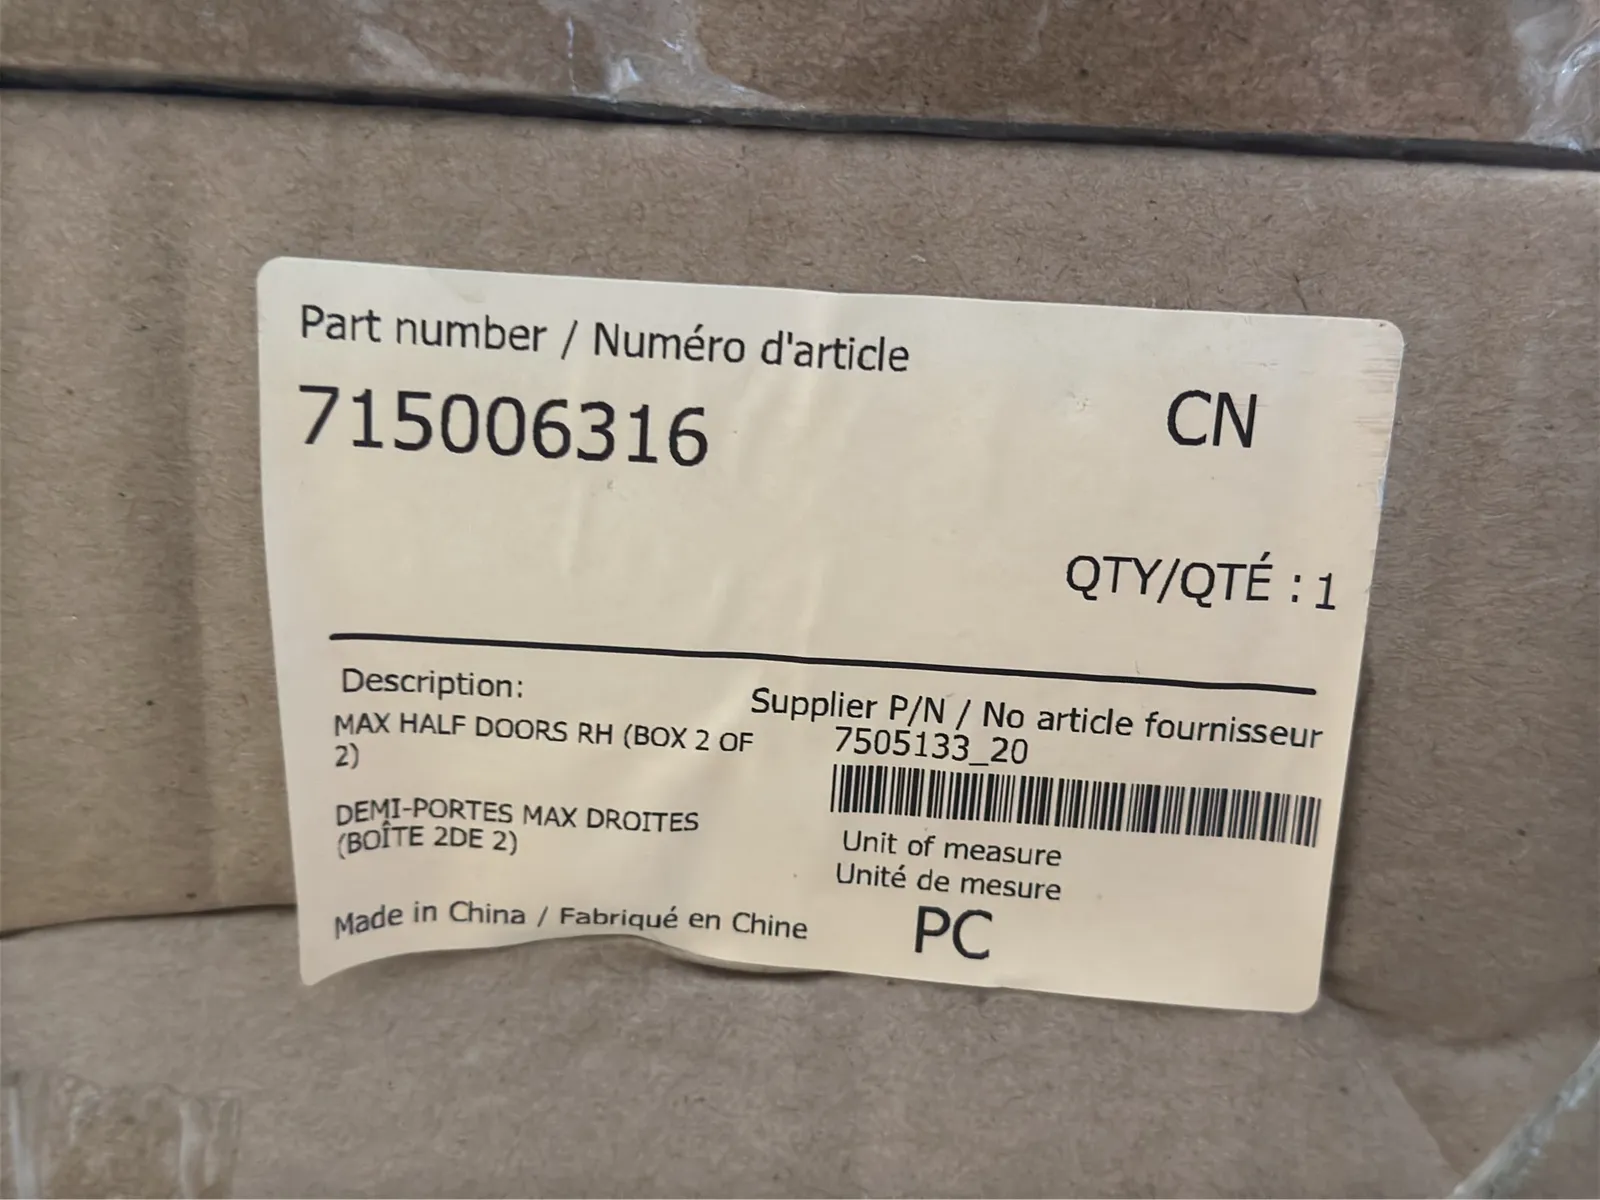 Part number / Numéro d'article
715006316
CN
QTY/QTÉ : 1
Description:
MAX HALF DOORS RH (BOX 2 OF
2)
DEMI-PORTES MAX DROITES
(BOÎTE 2DE 2)
Made in China / Fabriqué en Chine
Supplier P/N / No article fournisseur
7505133_20
Unit of measure
Unité de mesure
PC